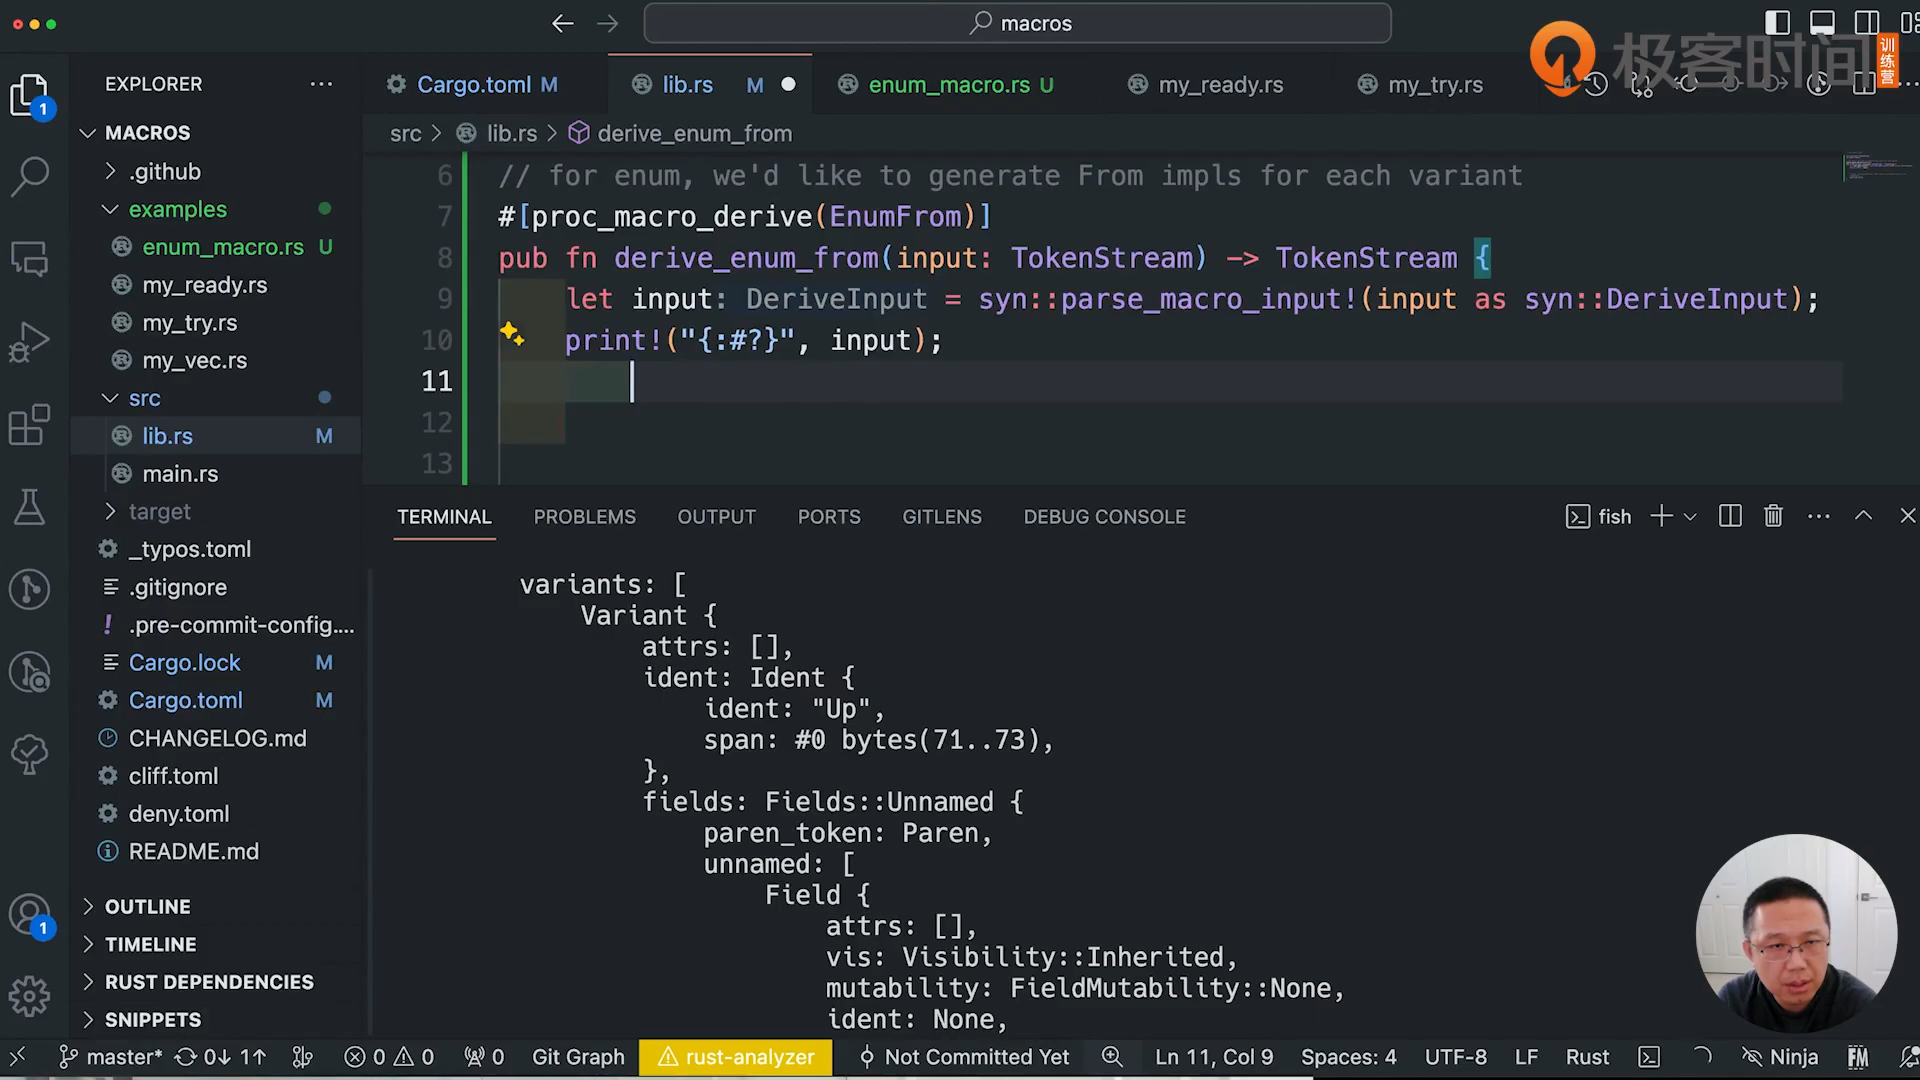 macros
极客时间
训练营
EXPLORER
MACROS
.github
examples
enum_macro.rs U
my_ready.rs
my_try.rs
my_vec.rs
src
lib.rs M
main.rs
target
_typos.toml
.gitignore
.pre-commit-config....
Cargo.lock M
Cargo.toml M
CHANGELOG.md
cliff.toml
deny.toml
README.md
OUTLINE
TIMELINE
RUST DEPENDENCIES
SNIPPETS
1
1
Cargo.toml M
lib.rs M
enum_macro.rs U
my_ready.rs
my_try.rs
src > lib.rs > derive_enum_from
6 // for enum, we'd like to generate From impls for each variant
7 #[proc_macro_derive(EnumFrom)]
8 pub fn derive_enum_from(input: TokenStream) -> TokenStream {
9 let input: DeriveInput = syn::parse_macro_input!(input as syn::DeriveInput);
10 print!("{:#?}", input);
11
12
13
TERMINAL PROBLEMS OUTPUT PORTS GITLENS DEBUG CONSOLE
fish
variants: [
Variant {
attrs: [],
ident: Ident {
ident: "Up",
span: #0 bytes(71..73),
},
fields: Fields::Unnamed {
paren_token: Paren,
unnamed: [
Field {
attrs: [],
vis: Visibility::Inherited,
mutability: FieldMutability::None,
ident: None,
master* 0↓ 1↑ 0 0 0 Git Graph rust-analyzer Not Committed Yet Ln 11, Col 9 Spaces: 4 UTF-8 LF Rust Ninja